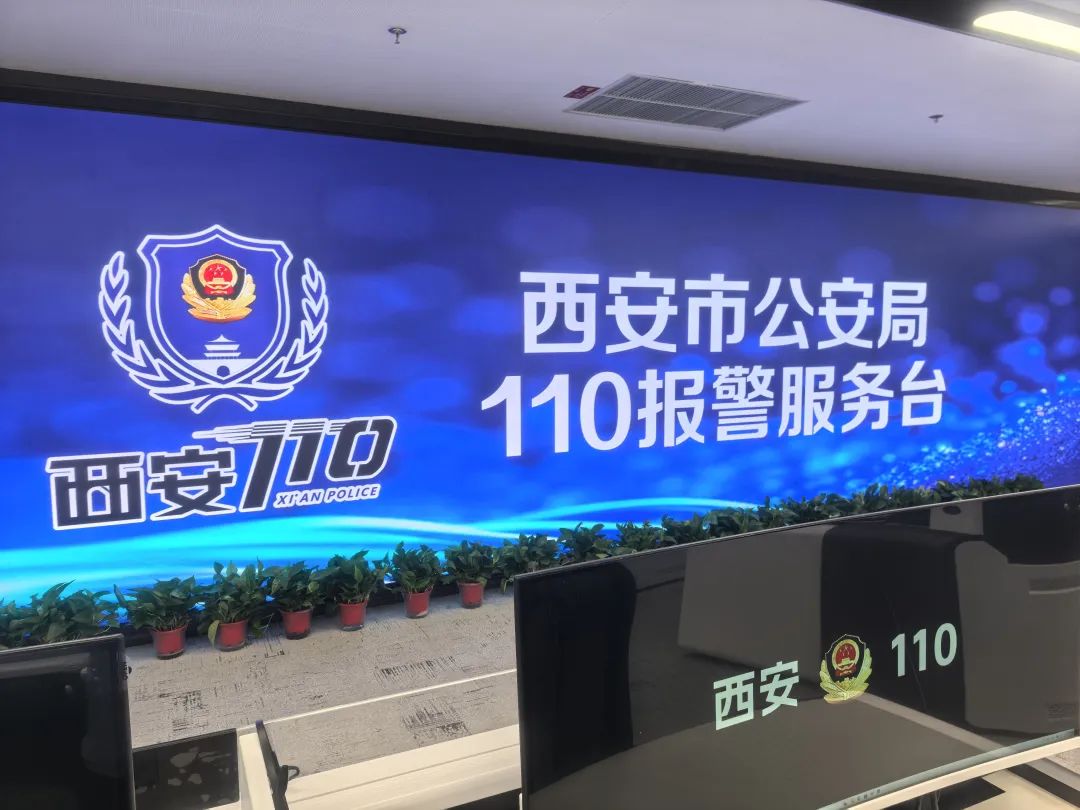 西安市公安局
110报警服务台
西安110
XI'AN POLICE
西安 110